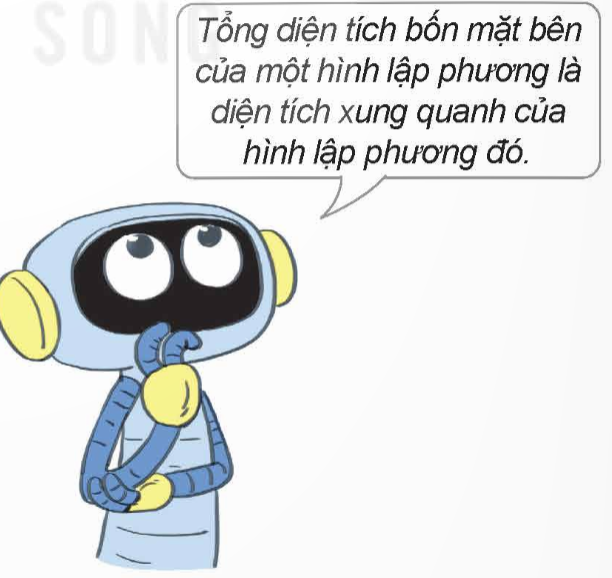 SONG
Tổng diện tích bốn mặt bên
của một hình lập phương là
diện tích xung quanh của
hình lập phương đó.